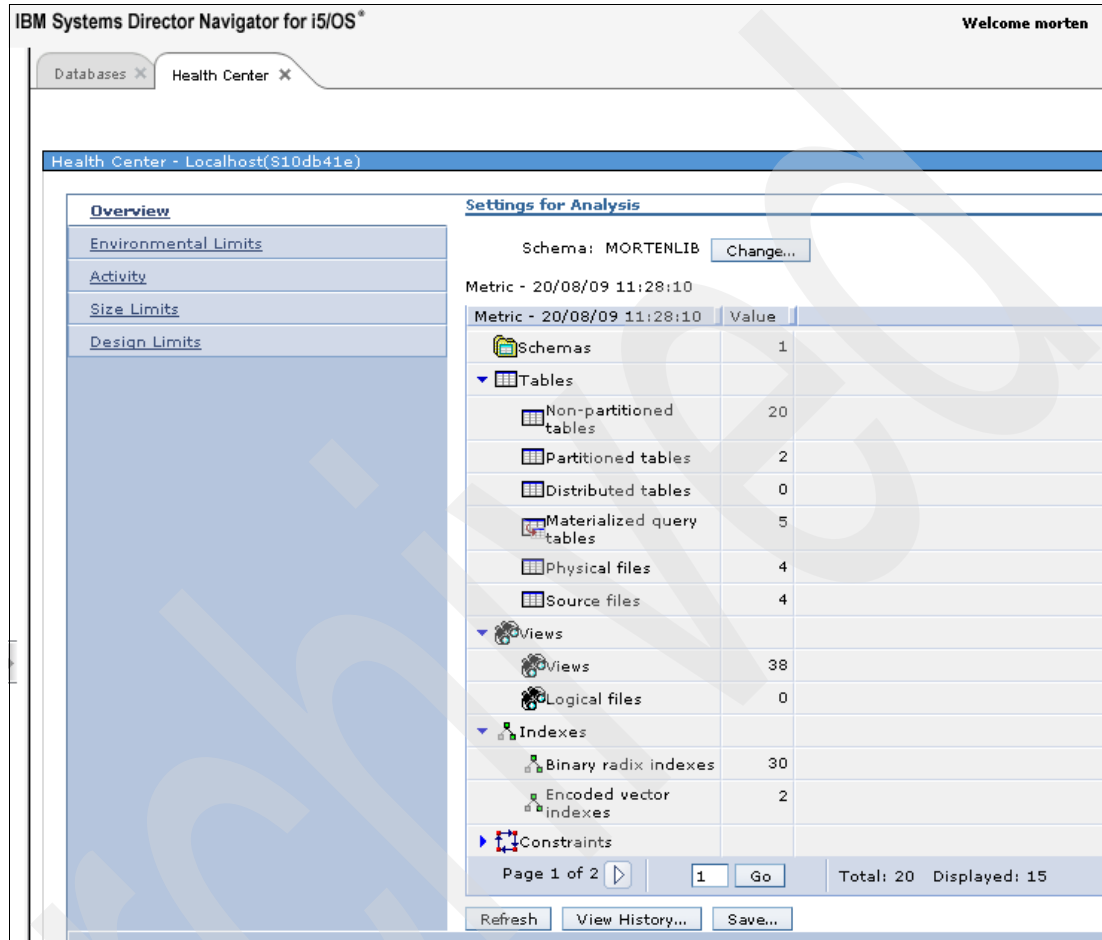 IBM Systems Director Navigator for i5/OS®
Welcome morten
Databases
Health Center
Health Center - Localhost(S10db41e)
Overview
Environmental Limits
Activity
Size Limits
Design Limits
Settings for Analysis
Schema: MORTENLIB Change...
Metric - 20/08/09 11:28:10
Metric - 20/08/09 11:28:10 Value
Schemas 1
Tables
Non-partitioned
tables 20
Partitioned tables 2
Distributed tables 0
Materialized query
tables 5
Physical files 4
Source files 4
Views
Views 38
Logical files 0
Indexes
Binary radix indexes 30
Encoded vector
indexes 2
Constraints
Page 1 of 2 1 Go Total: 20 Displayed: 15
Refresh View History... Save...